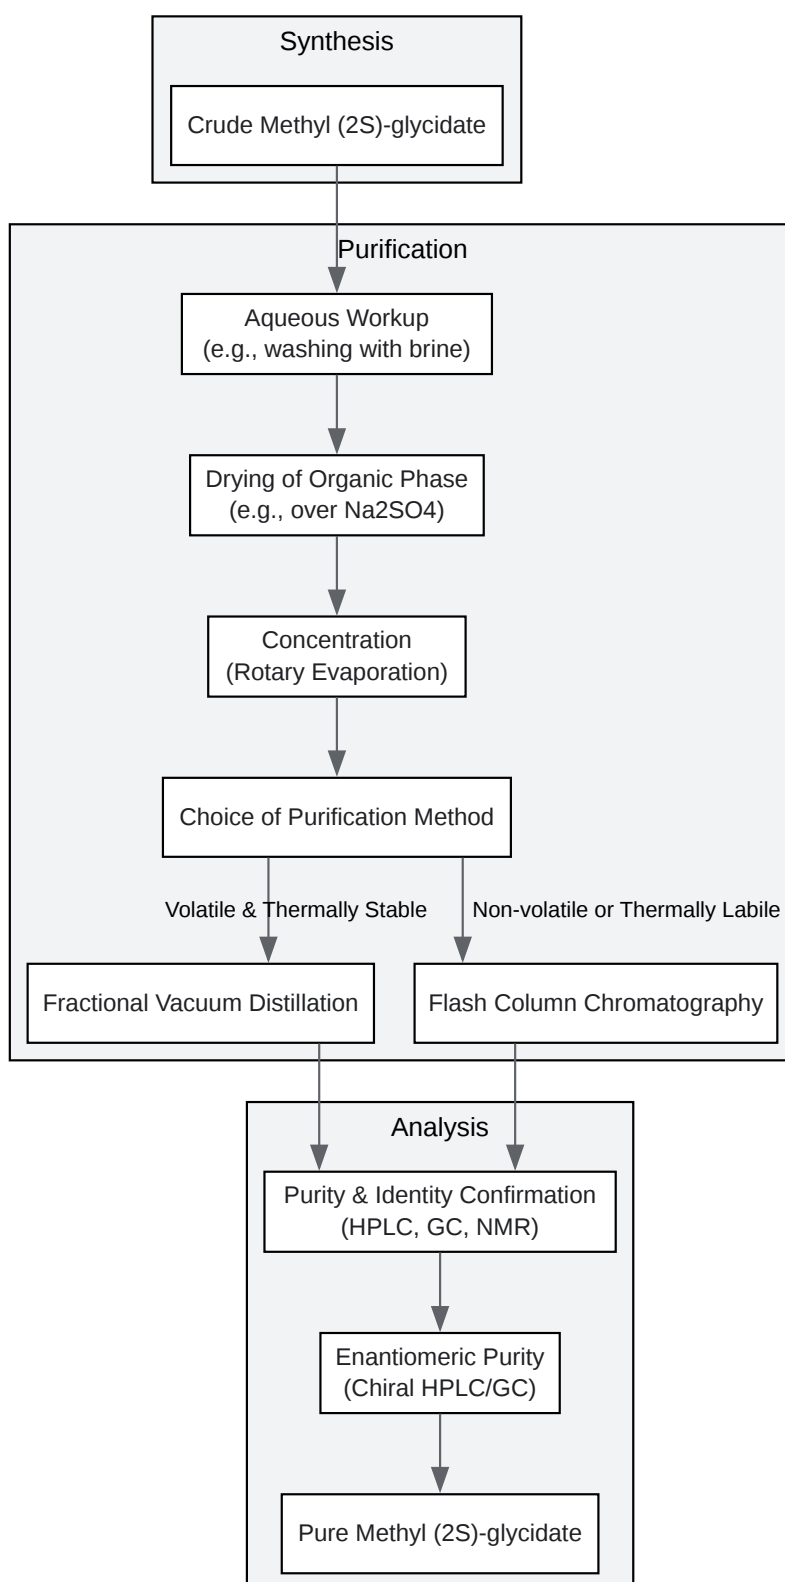 Synthesis
Crude Methyl (2S)-glycidate
Purification
Aqueous Workup
(e.g., washing with brine)
Drying of Organic Phase
(e.g., over Na2SO4)
Concentration
(Rotary Evaporation)
Choice of Purification Method
Volatile & Thermally Stable
Non-volatile or Thermally Labile
Fractional Vacuum Distillation
Flash Column Chromatography
Analysis
Purity & Identity Confirmation
(HPLC, GC, NMR)
Enantiomeric Purity
(Chiral HPLC/GC)
Pure Methyl (2S)-glycidate